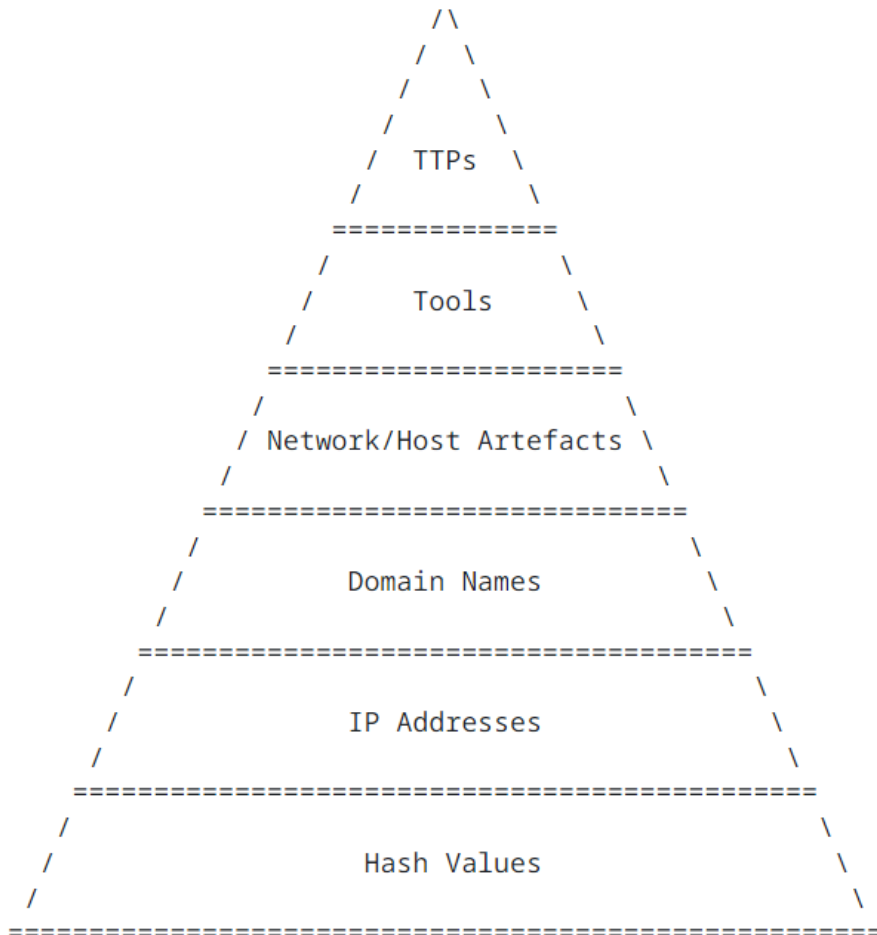 TTPs
Tools
Network/Host Artefacts
Domain Names
IP Addresses
Hash Values